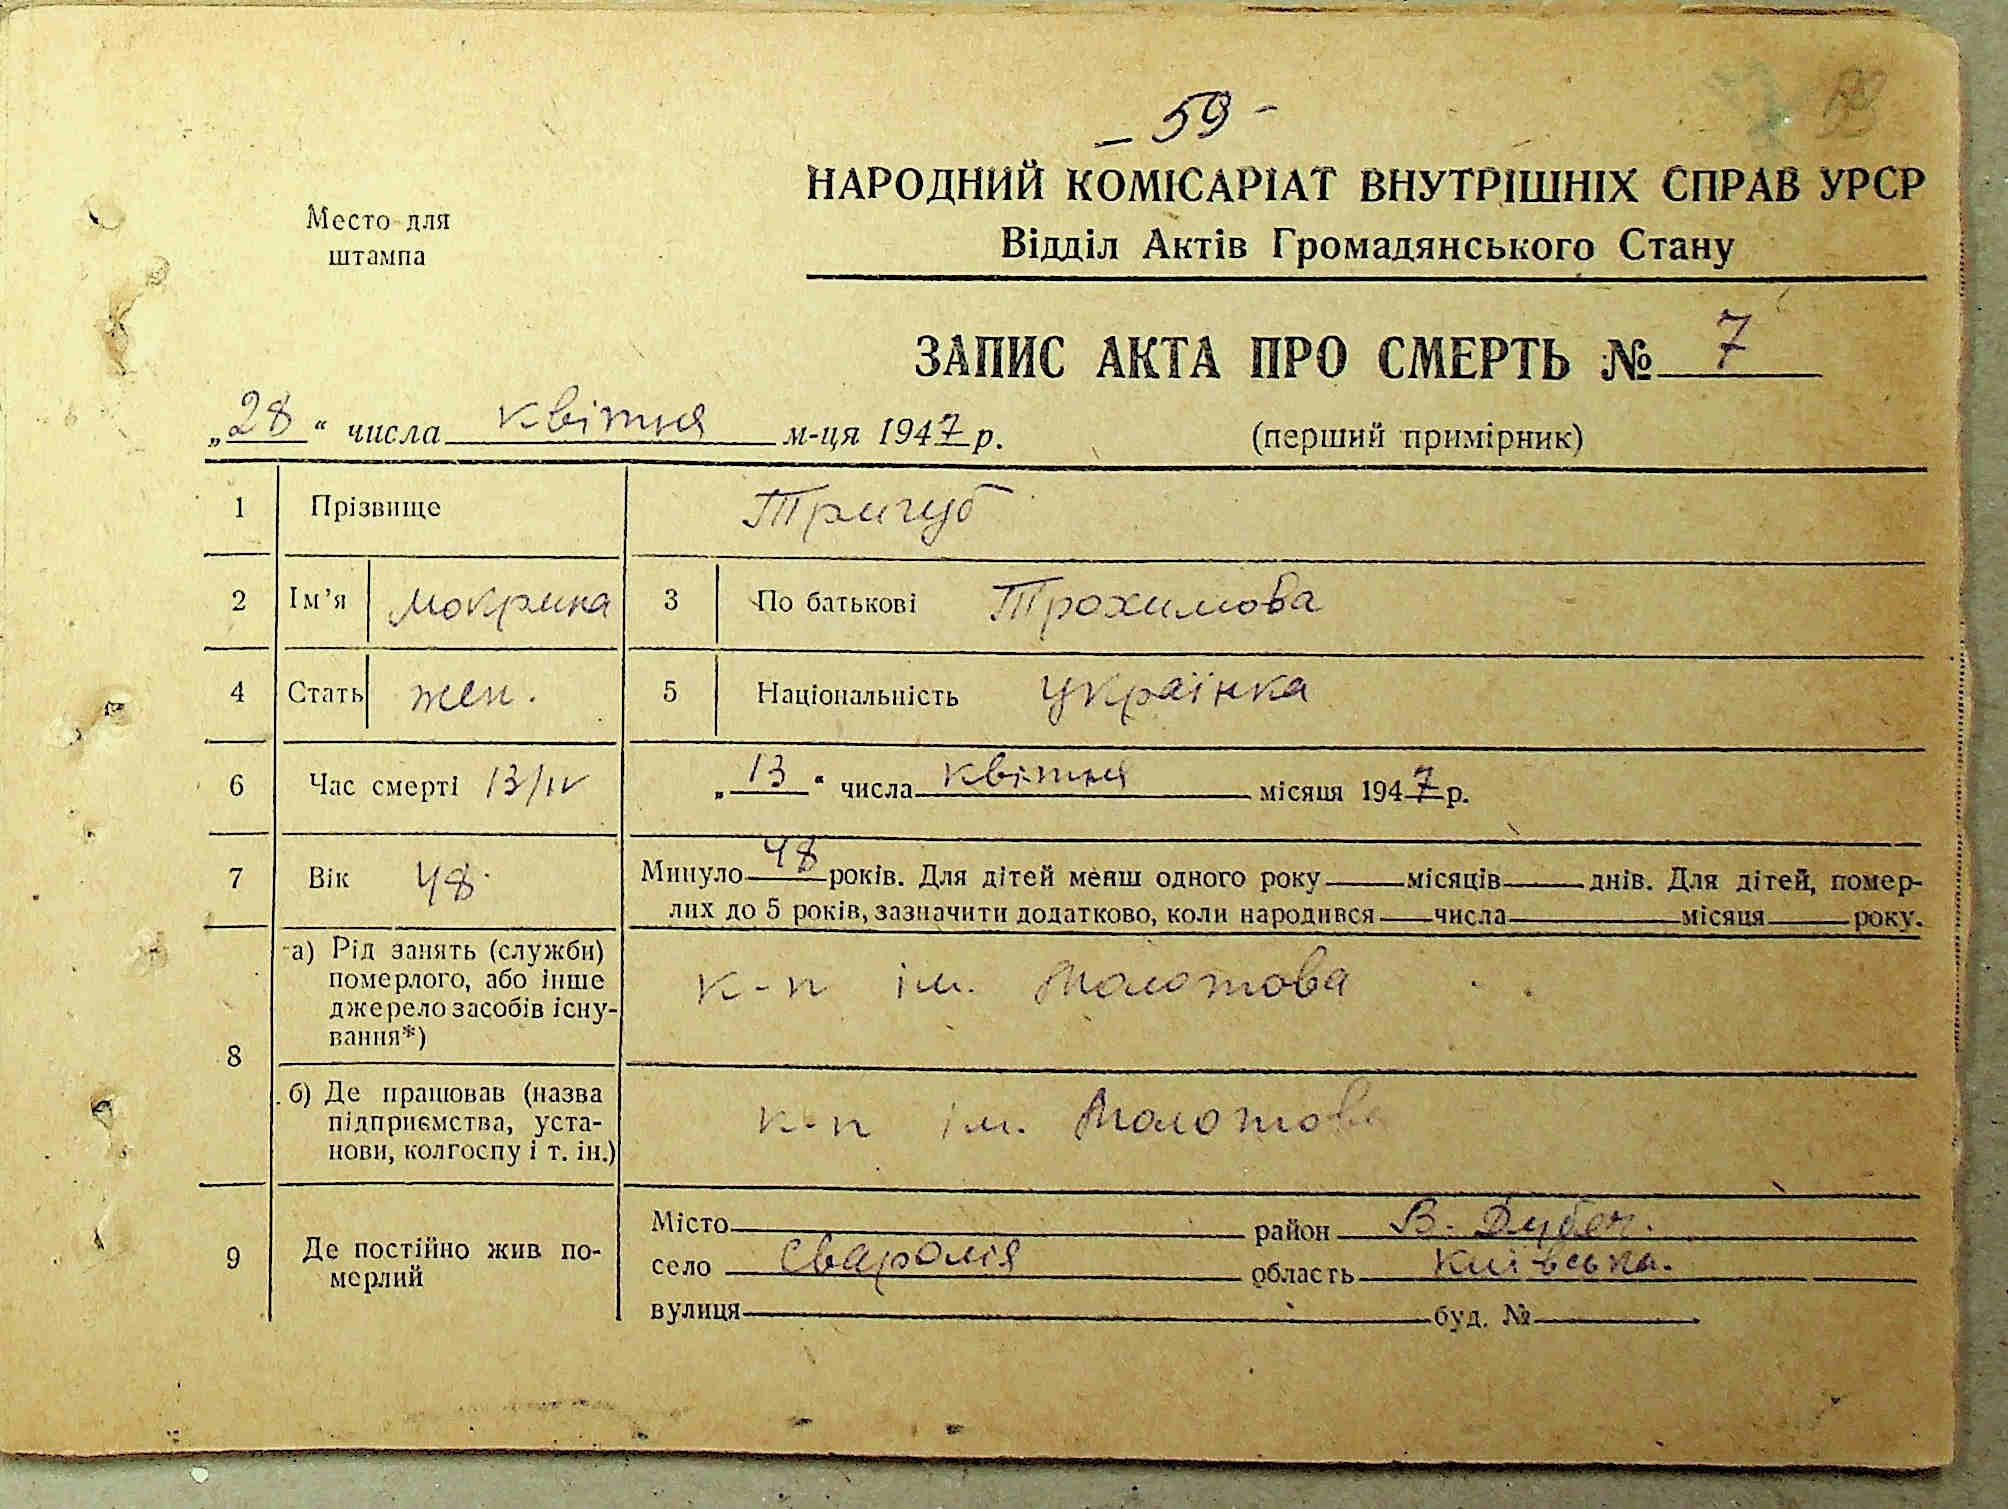 - 59 -
НАРОДНИЙ КОМІСАРІАТ ВНУТРІШНІХ СПРАВ УРСР
Место для
штампа
Відділ Актів Громадянського Стану
ЗАПИС АКТА ПРО СМЕРТЬ № 7
„28“ числа квітня м-ця 1947 р.
(перший примірник)
1 Прізвище Тригуб
2 Ім’я мокрина 3 По батькові Трохимова
4 Стать жен. 5 Національність українка
6 Час смерті 13/IV „13“ числа квітня місяця 1947 р.
7 Вік 48. Минуло 48 років. Для дітей менш одного року місяців днів. Для дітей, помер-
лих до 5 років, зазначити додатково, коли народився числа місяця року.
8 а) Рід занять (служби)
померлого, або інше
джерело засобів існу-
вання*)
к-п ім. Молотова
б) Де працював (назва
підприємства, уста-
нови, колгоспу і т. ін.)
к-п ім. Молотова
9 Де постійно жив по-
мерлий
Місто район В. Дубеч.
село Сваромія область Київська.
вулиця буд. №